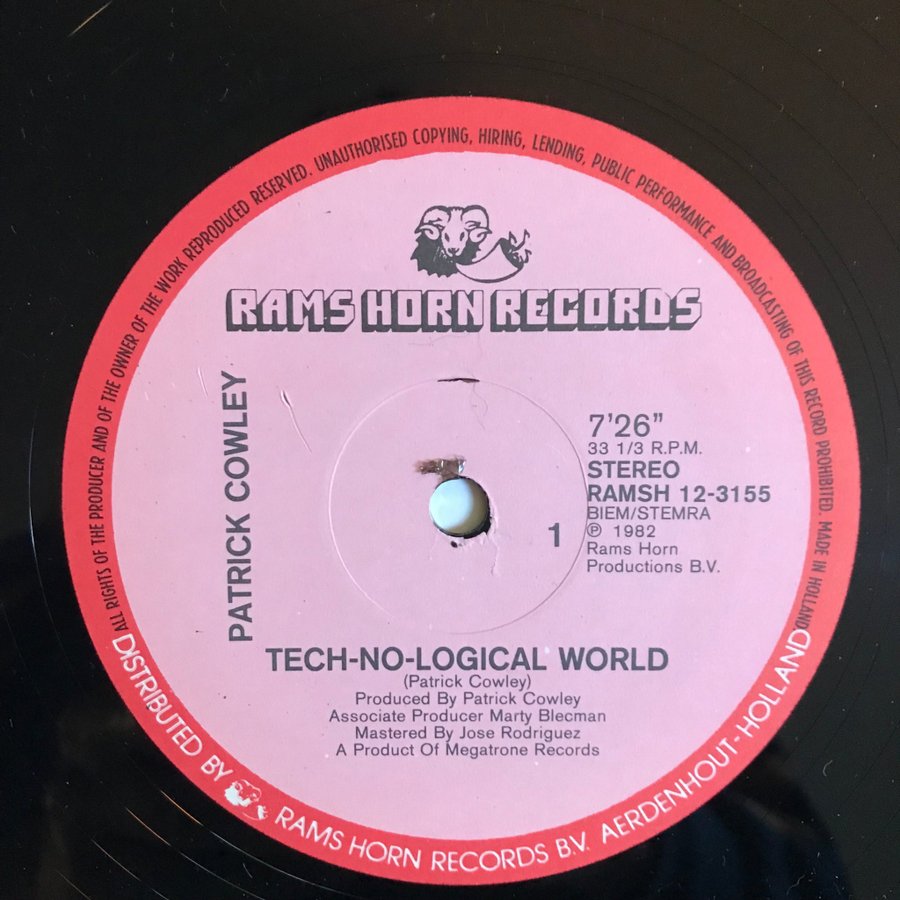 ALL RIGHTS OF THE PRODUCER AND OF THE OWNER OF THE WORK REPRODUCED RESERVED. UNAUTHORISED COPYING, HIRING, LENDING, PUBLIC PERFORMANCE AND BROADCASTING OF THIS RECORD PROHIBITED. MADE IN HOLLAND.
RAMS HORN RECORDS
PATRICK COWLEY
7'26"
33 1/3 R.P.M.
STEREO
RAMSH 12-3155
BIEM/STEMRA
1
℗ 1982
Rams Horn
Productions B.V.
TECH-NO-LOGICAL WORLD
(Patrick Cowley)
Produced By Patrick Cowley
Associate Producer Marty Blecman
Mastered By Jose Rodriguez
A Product Of Megatrone Records
DISTRIBUTED BY RAMS HORN RECORDS B.V. AERDENHOUT-HOLLAND